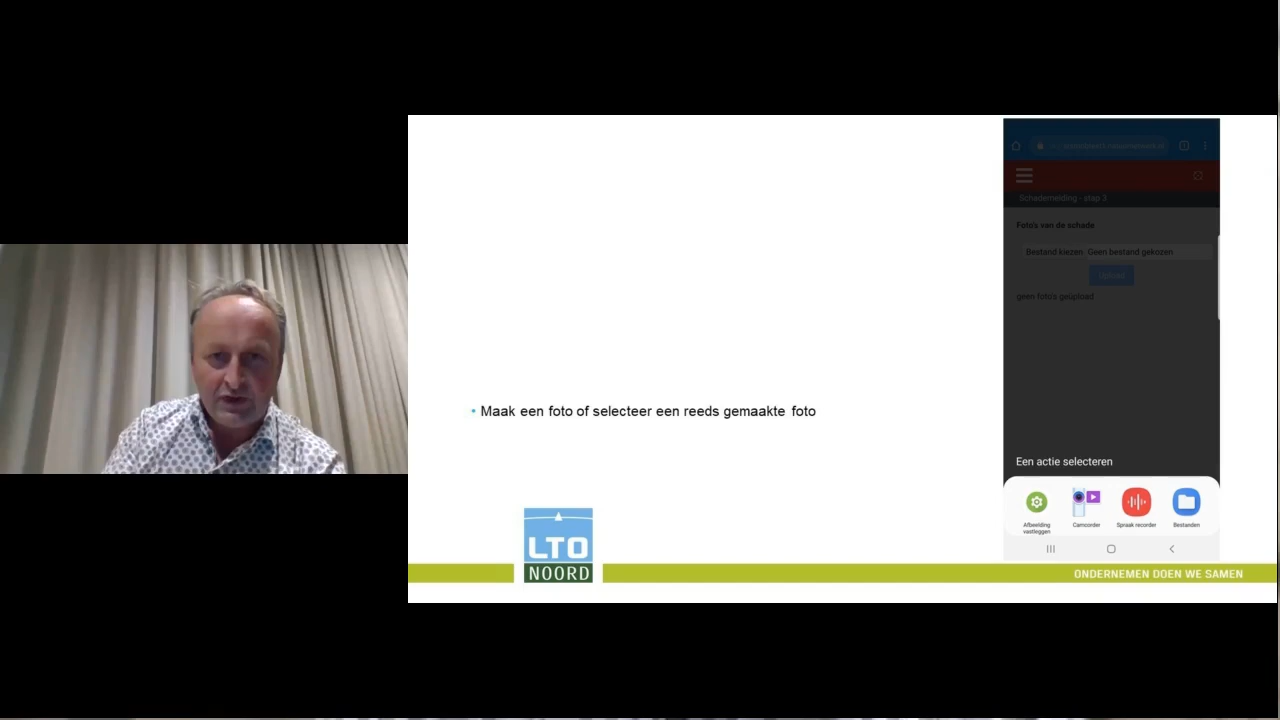 Schademelding - stap 3
Foto's van de schade
Bestand kiezen Geen bestand gekozen
Upload
geen foto's geüpload
• Maak een foto of selecteer een reeds gemaakte foto
Een actie selecteren
Afbeelding
vastleggen
Camcorder
Spraak recorder
Bestanden
LTO
NOORD
ONDERNEMEN DOEN WE SAMEN